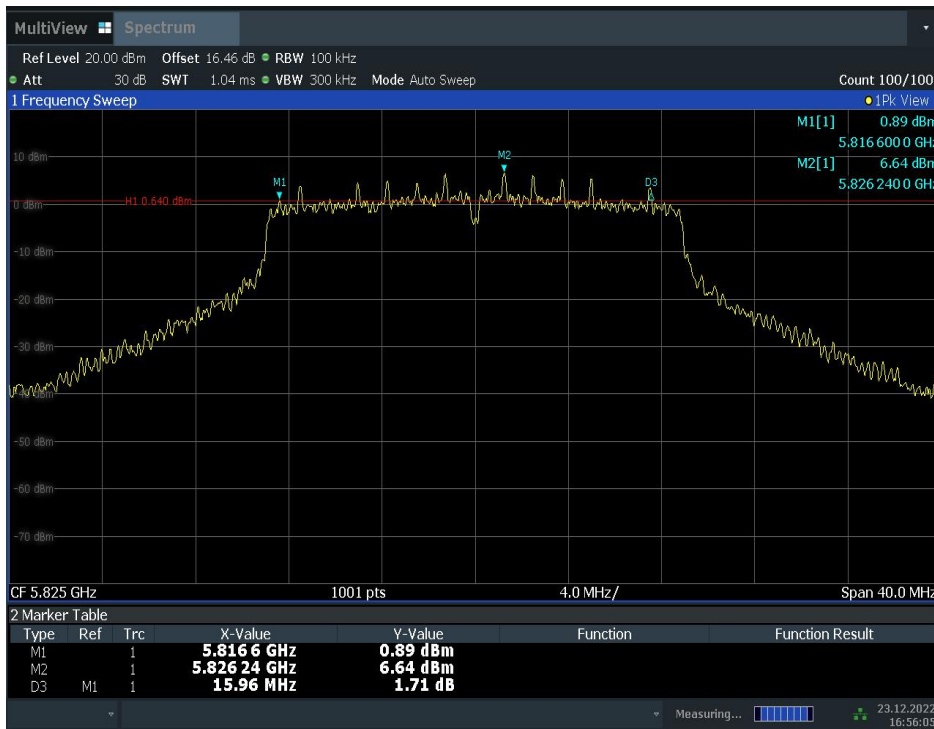 MultiView Spectrum
Ref Level 20.00 dBm Offset 16.46 dB RBW 100 kHz
Att 30 dB SWT 1.04 ms VBW 300 kHz Mode Auto Sweep Count 100/100
1 Frequency Sweep 1Pk View
M1[1] 0.89 dBm
5.816 600 0 GHz
10 dBm M2 M2[1] 6.64 dBm
M1 D3 5.826 240 0 GHz
0 dBm H1 0.640 dBm
-10 dBm
-20 dBm
-30 dBm
-40 dBm
-50 dBm
-60 dBm
-70 dBm
CF 5.825 GHz 1001 pts 4.0 MHz/ Span 40.0 MHz
2 Marker Table
Type Ref Trc X-Value Y-Value Function Function Result
M1 1 5.816 6 GHz 0.89 dBm
M2 1 5.826 24 GHz 6.64 dBm
D3 M1 1 15.96 MHz 1.71 dB
Measuring... 23.12.2022
16:56:05